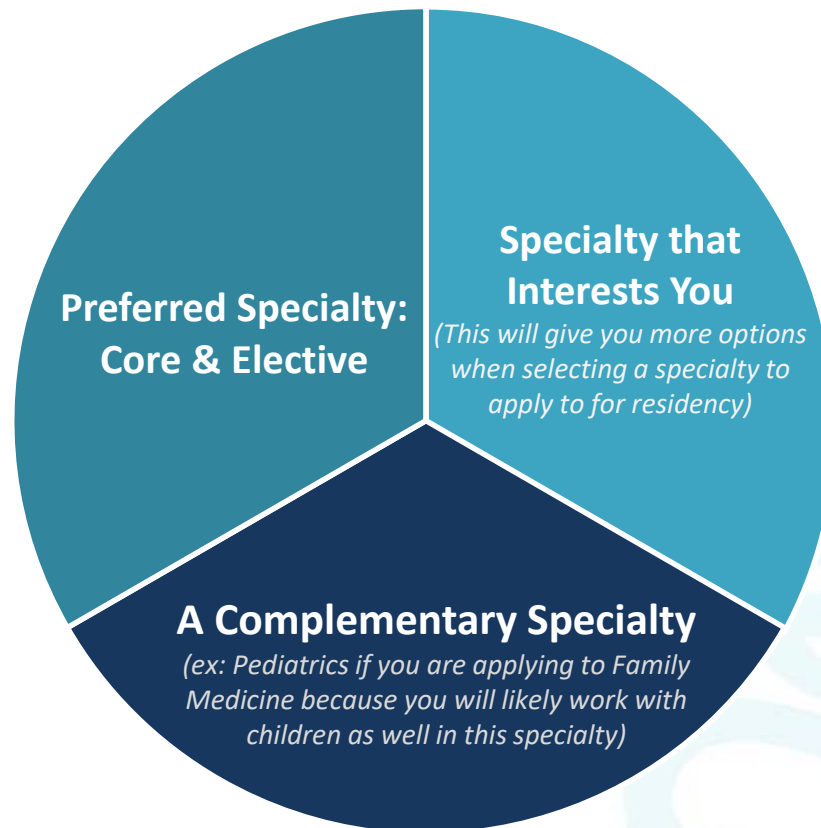 Preferred Specialty:
Core & Elective
Specialty that
Interests You
(This will give you more options
when selecting a specialty to
apply to for residency)
A Complementary Specialty
(ex: Pediatrics if you are applying to Family
Medicine because you will likely work with
children as well in this specialty)